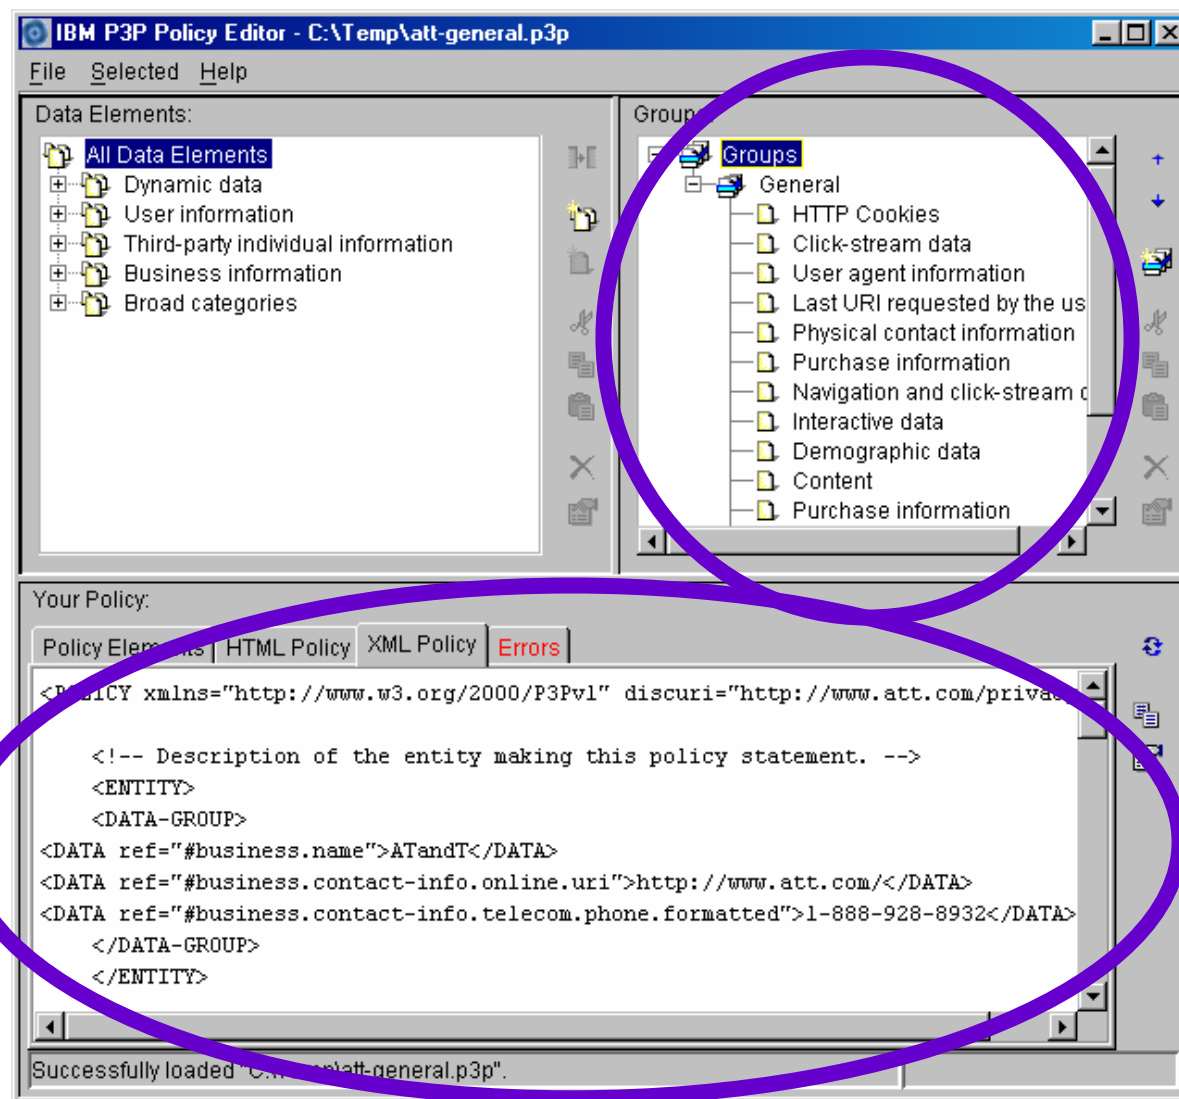 IBM P3P Policy Editor - C:\Temp\att-general.p3p
File Selected Help
Data Elements:
All Data Elements
Dynamic data
User information
Third-party individual information
Business information
Broad categories
Groups
General
HTTP Cookies
Click-stream data
User agent information
Last URI requested by the us
Physical contact information
Purchase information
Navigation and click-stream
Interactive data
Demographic data
Content
Purchase information
Your Policy:
Policy Elements HTML Policy XML Policy Errors
<POLICY xmlns="http://www.w3.org/2000/P3Pv1" discuri="http://www.att.com/privac
<!-- Description of the entity making this policy statement. -->
<ENTITY>
<DATA-GROUP>
<DATA ref="#business.name">ATandT</DATA>
<DATA ref="#business.contact-info.online.uri">http://www.att.com/</DATA>
<DATA ref="#business.contact-info.telecom.phone.formatted">1-888-928-8932</DATA>
</DATA-GROUP>
</ENTITY>
Successfully loaded "C:\Temp\att-general.p3p".